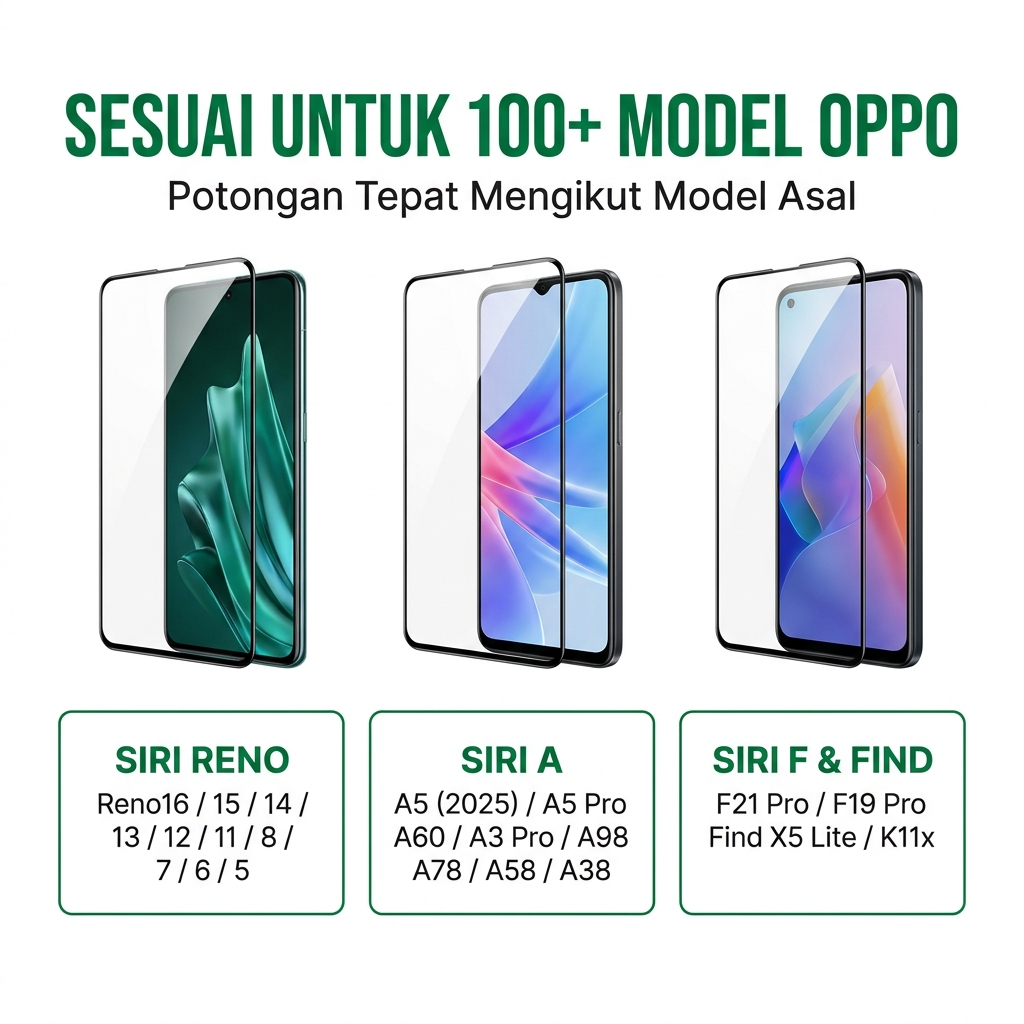 SESUAI UNTUK 100+ MODEL OPPO
Potongan Tepat Mengikut Model Asal
SIRI RENO
Reno16 / 15 / 14 /
13 / 12 / 11 / 8 /
7 / 6 / 5
SIRI A
A5 (2025) / A5 Pro
A60 / A3 Pro / A98
A78 / A58 / A38
SIRI F & FIND
F21 Pro / F19 Pro
Find X5 Lite / K11x